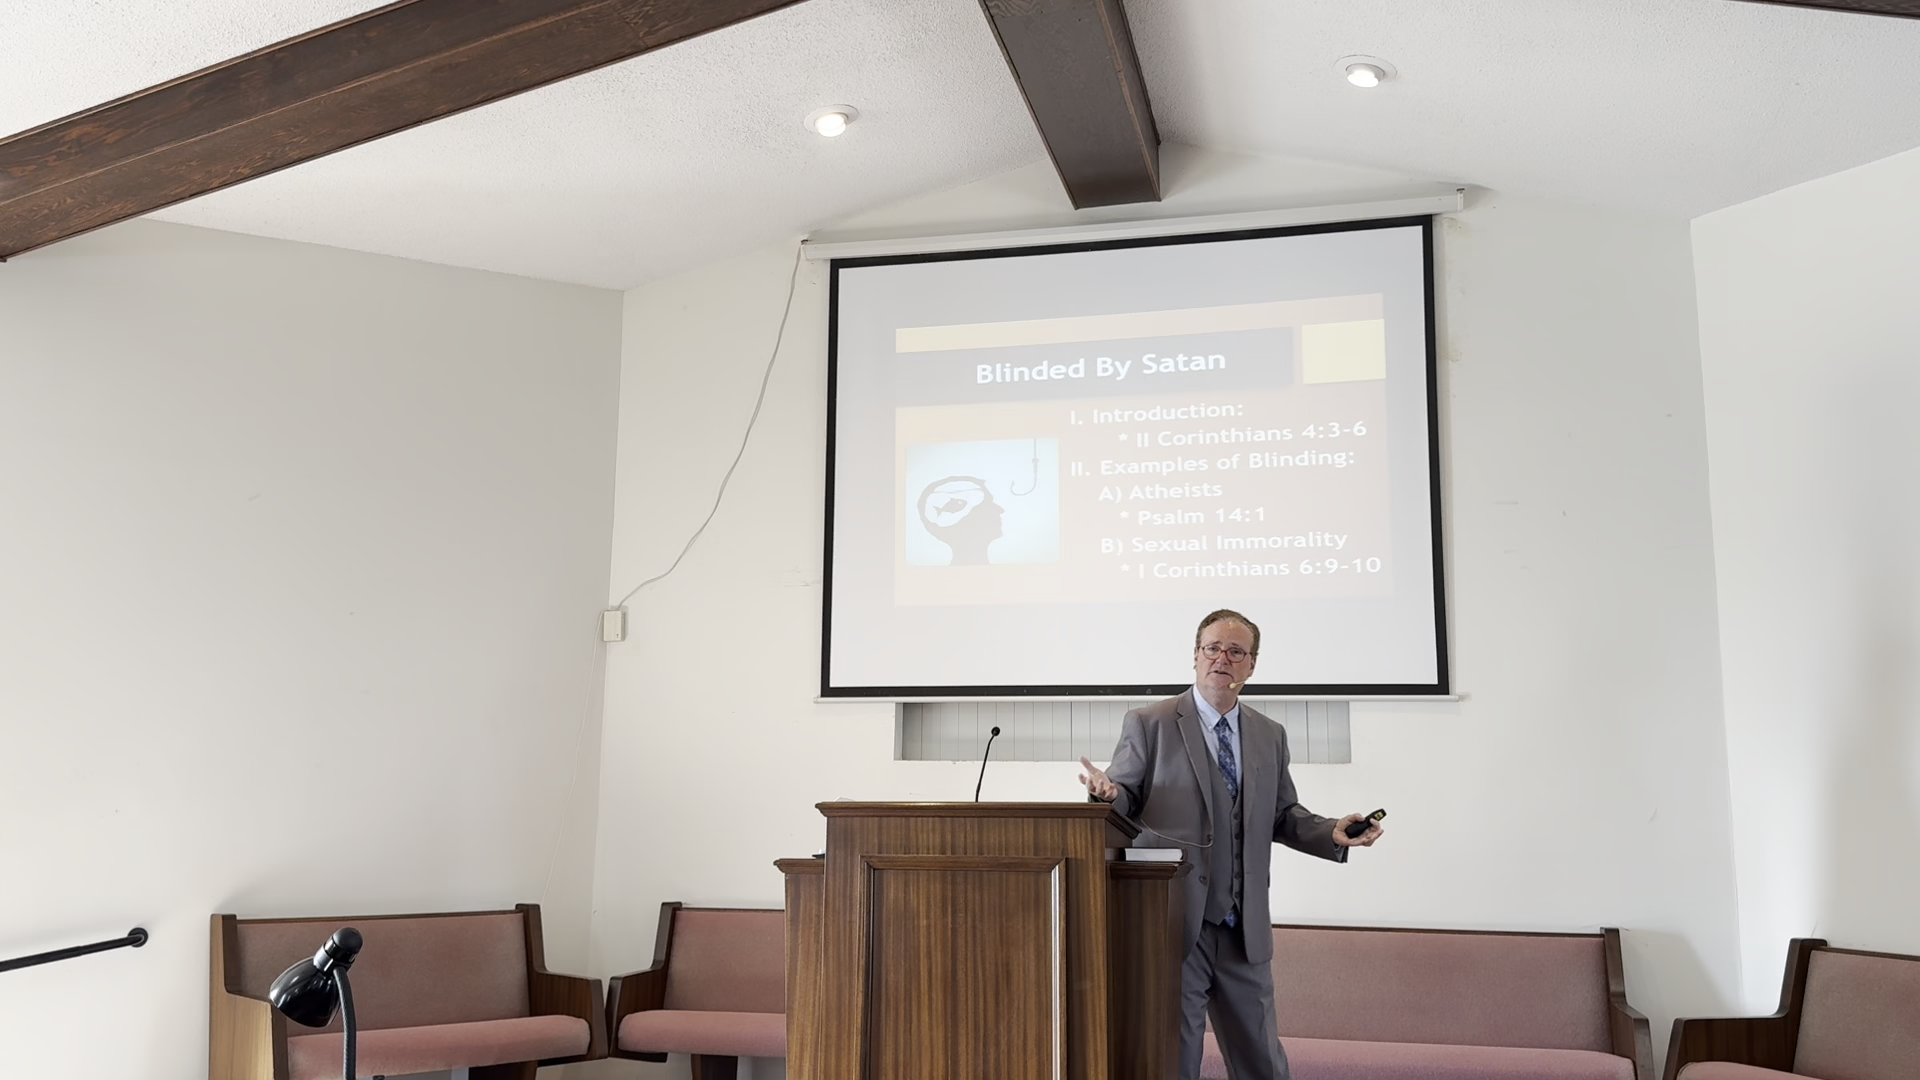 Blinded By Satan
I. Introduction:
* II Corinthians 4:3-6
II. Examples of Blinding:
A) Atheists
* Psalm 14:1
B) Sexual Immorality
* I Corinthians 6:9-10